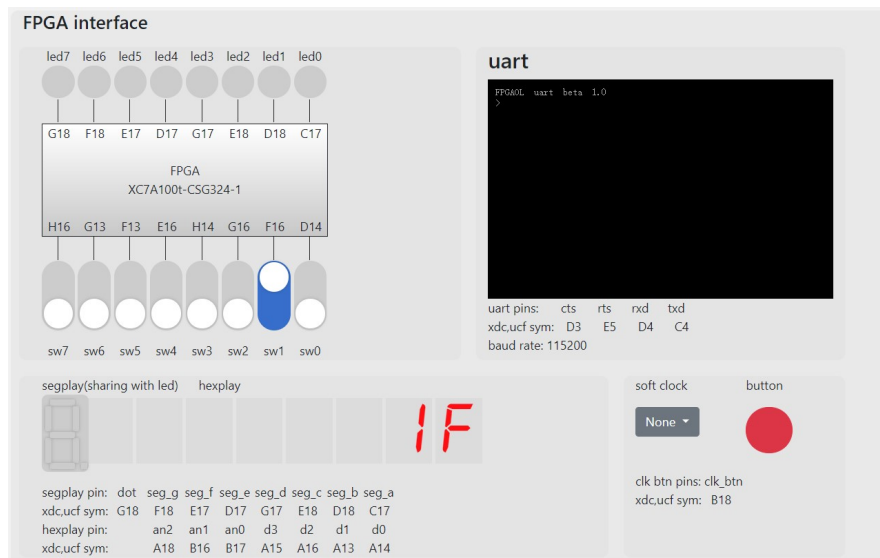 FPGA interface
led7 led6 led5 led4 led3 led2 led1 led0
G18 F18 E17 D17 G17 E18 D18 C17
FPGA
XC7A100t-CSG324-1
H16 G13 F13 E16 H14 G16 F16 D14
sw7 sw6 sw5 sw4 sw3 sw2 sw1 sw0
uart
FPGAOL uart beta 1.0
>
uart pins: cts rts rxd txd
xdc,ucf sym: D3 E5 D4 C4
baud rate: 115200
segplay(sharing with led) hexplay
1F
segplay pin: dot seg_g seg_f seg_e seg_d seg_c seg_b seg_a
xdc,ucf sym: G18 F18 E17 D17 G17 E18 D18 C17
hexplay pin: an2 an1 an0 d3 d2 d1 d0
xdc,ucf sym: A18 B16 B17 A15 A16 A13 A14
soft clock button
None
clk btn pins: clk_btn
xdc,ucf sym: B18